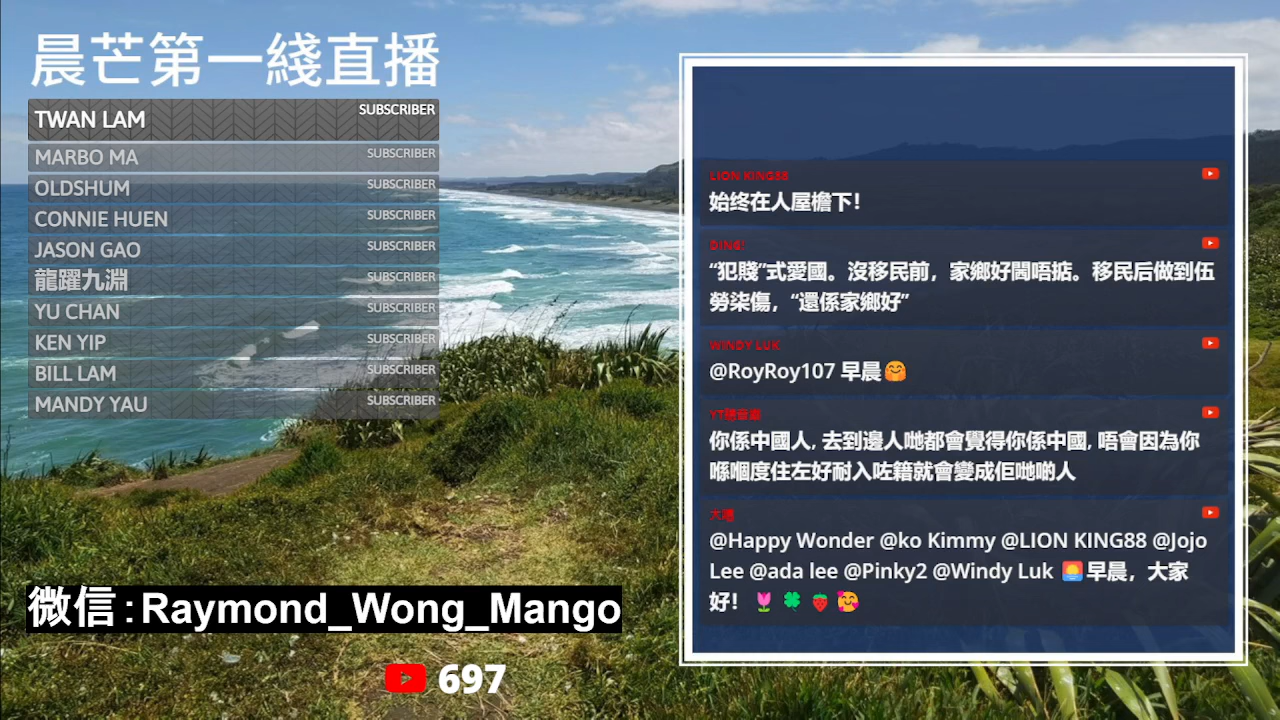 晨芒第一綫直播
TWAN LAM SUBSCRIBER
MARBO MA SUBSCRIBER
OLDSHUM SUBSCRIBER
CONNIE HUEN SUBSCRIBER
JASON GAO SUBSCRIBER
龍躍九淵 SUBSCRIBER
YU CHAN SUBSCRIBER
KEN YIP SUBSCRIBER
BILL LAM SUBSCRIBER
MANDY YAU SUBSCRIBER
微信:Raymond_Wong_Mango
697
LION KING88
始终在人屋檐下！
DING!
“犯賤”式愛國。沒移民前，家鄉好閪唔掂。移民后做到伍
勞柒傷，“還係家鄉好”
WINDY LUK
@RoyRoy107 早晨🤗
你係中國人, 去到邊人哋都會覺得你係中國, 唔會因為你
喺嗰度住左好耐入咗籍就會變成佢哋啲人
@Happy Wonder @ko Kimmy @LION KING88 @Jojo
Lee @ada lee @Pinky2 @Windy Luk 🌅早晨，大家
好！🌷🍀🍓🥰